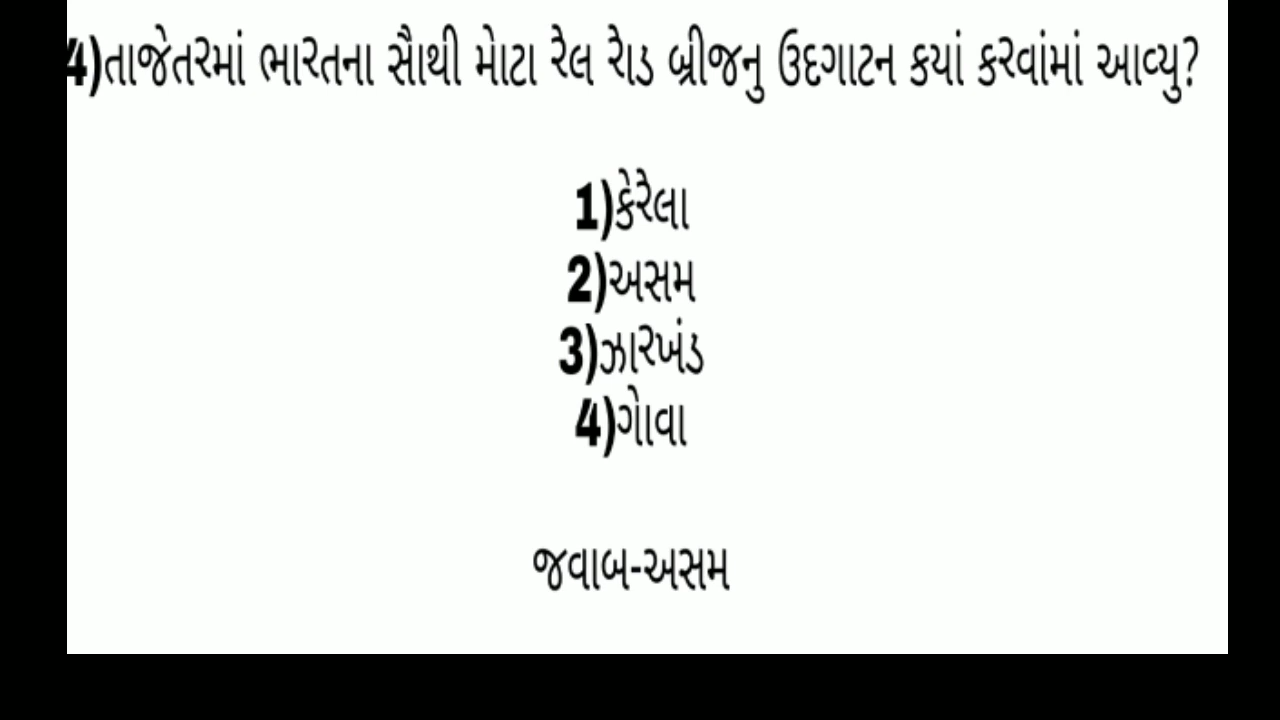 4)તાજેતરમાં ભારતના સૌથી મોટા રેલ રોડ બ્રીજનુ ઉદગાટન કયાં કરવાંમાં આવ્યુ?
1)કેરેલા
2)અસમ
3)ઝારખંડ
4)ગોવા
જવાબ-અસમ